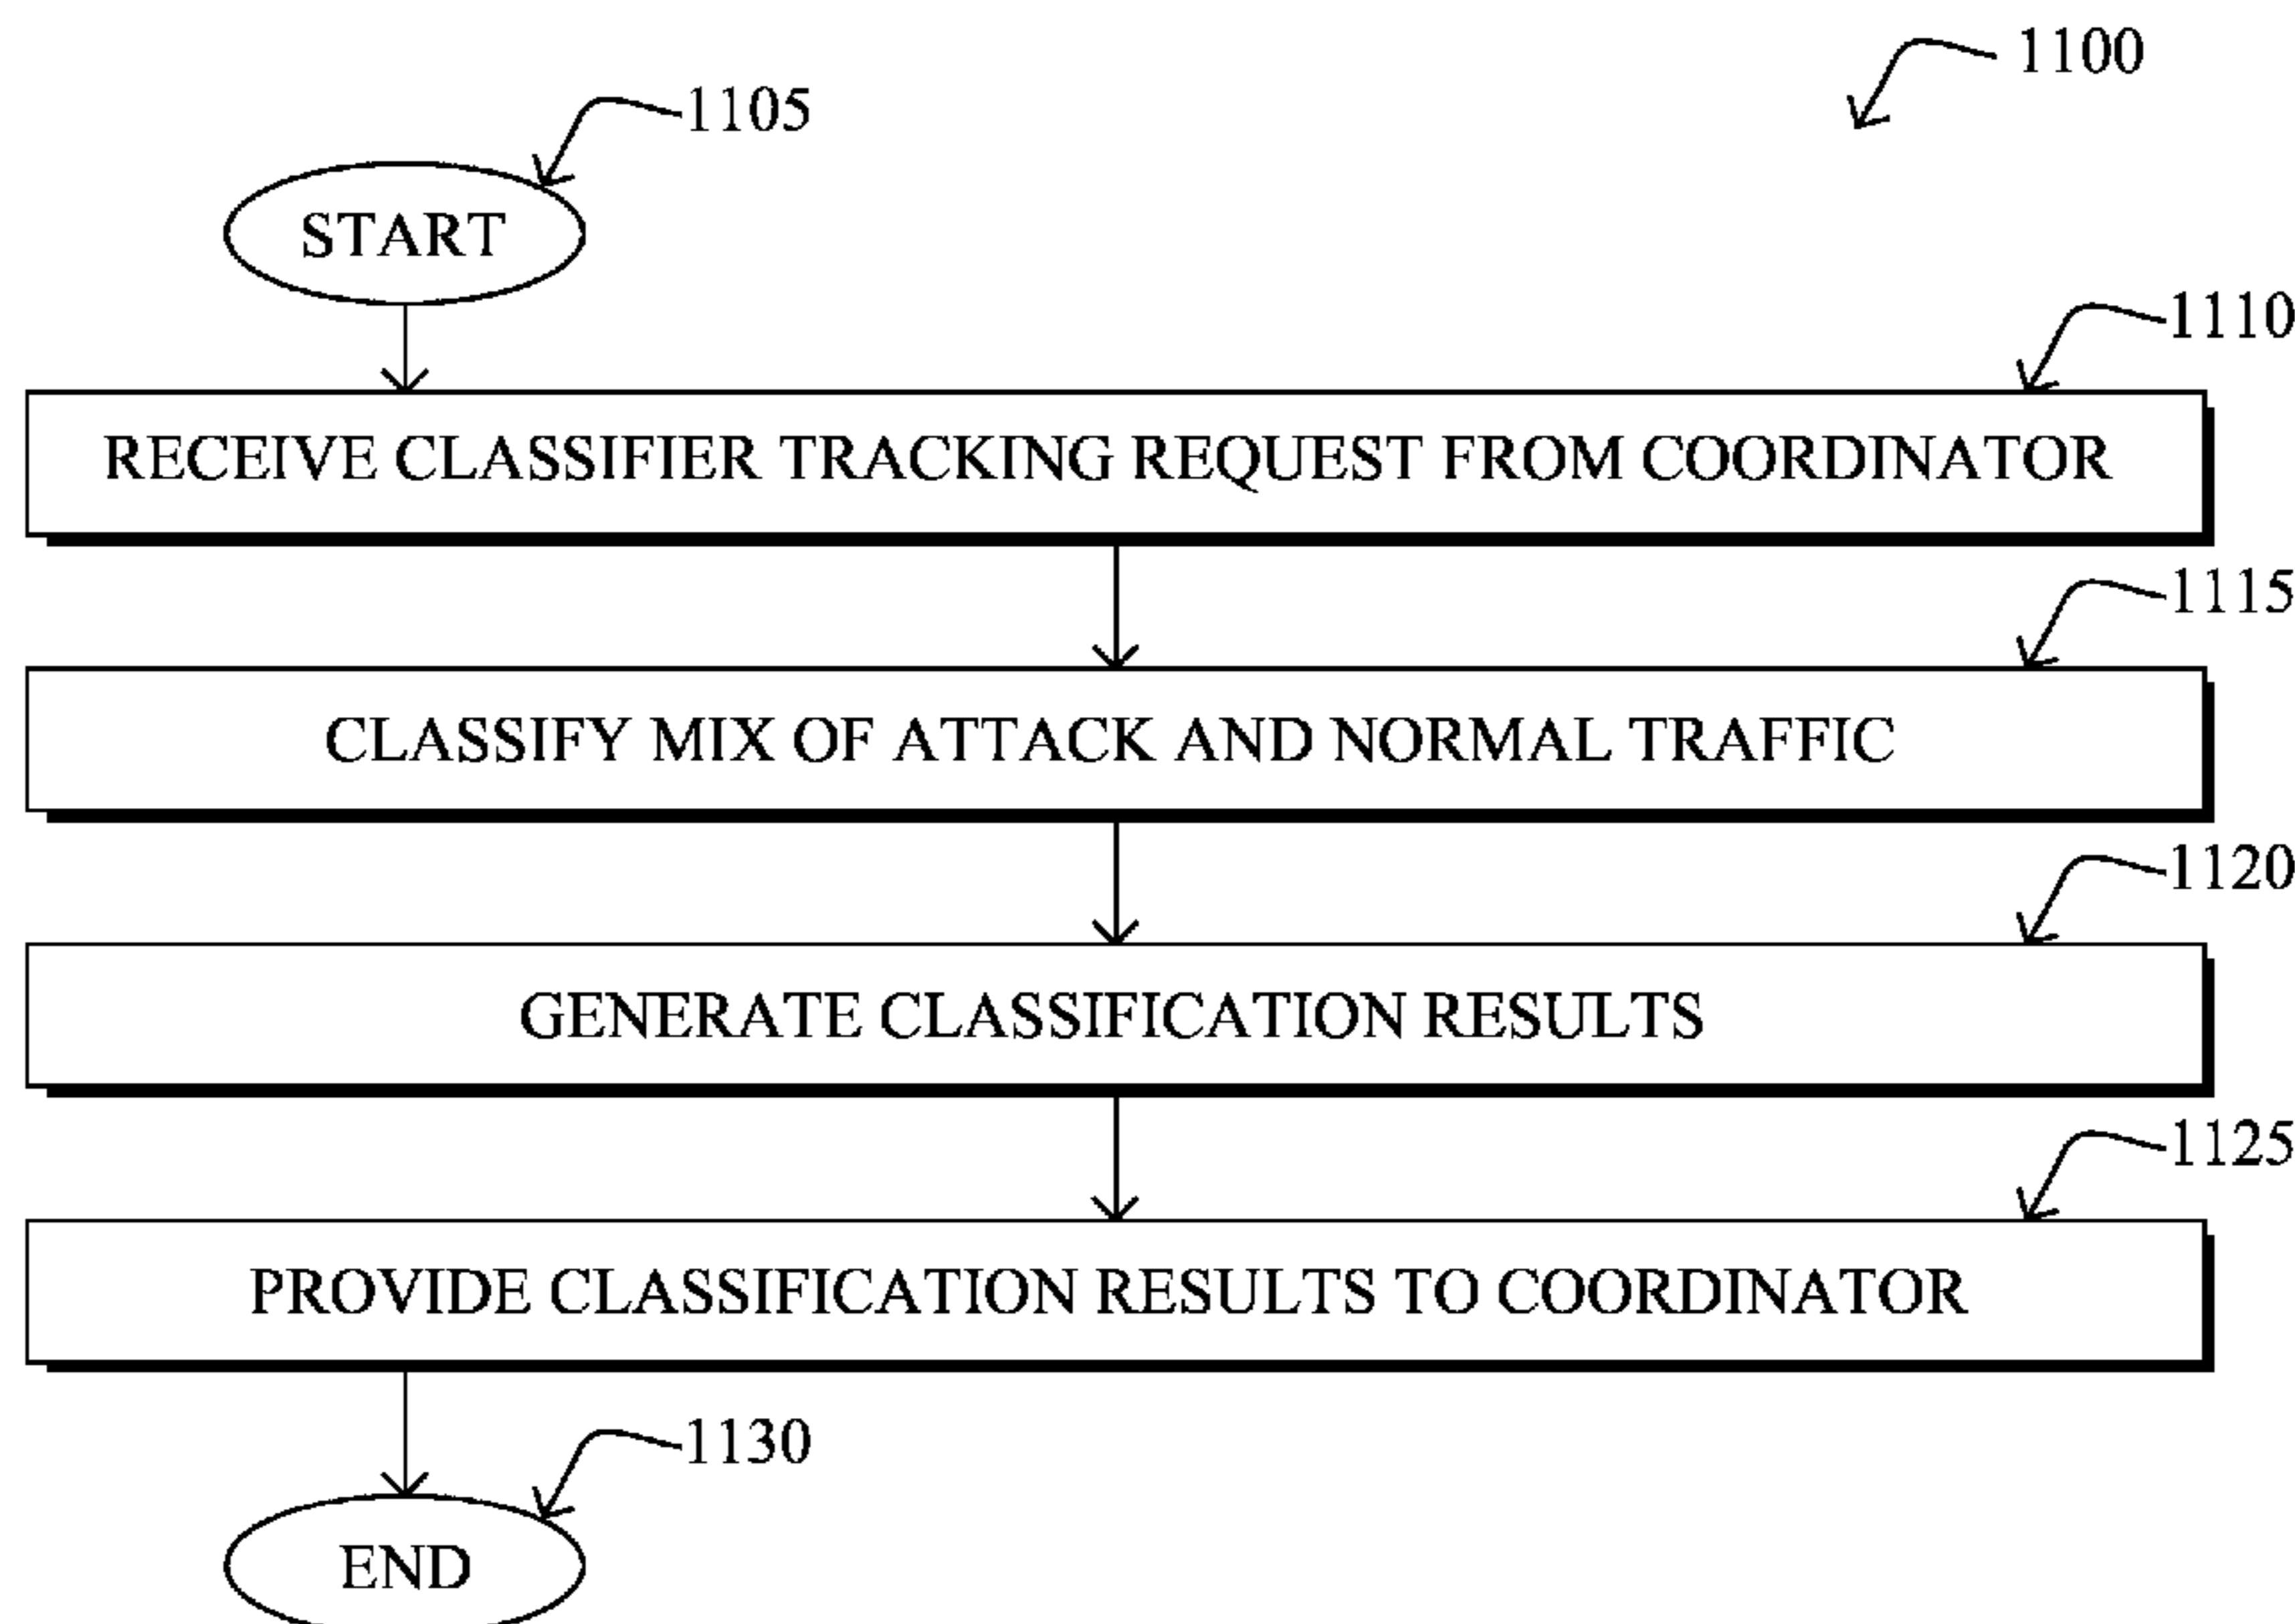 1100
1105
START
1110
RECEIVE CLASSIFIER TRACKING REQUEST FROM COORDINATOR
1115
CLASSIFY MIX OF ATTACK AND NORMAL TRAFFIC
1120
GENERATE CLASSIFICATION RESULTS
1125
PROVIDE CLASSIFICATION RESULTS TO COORDINATOR
1130
END